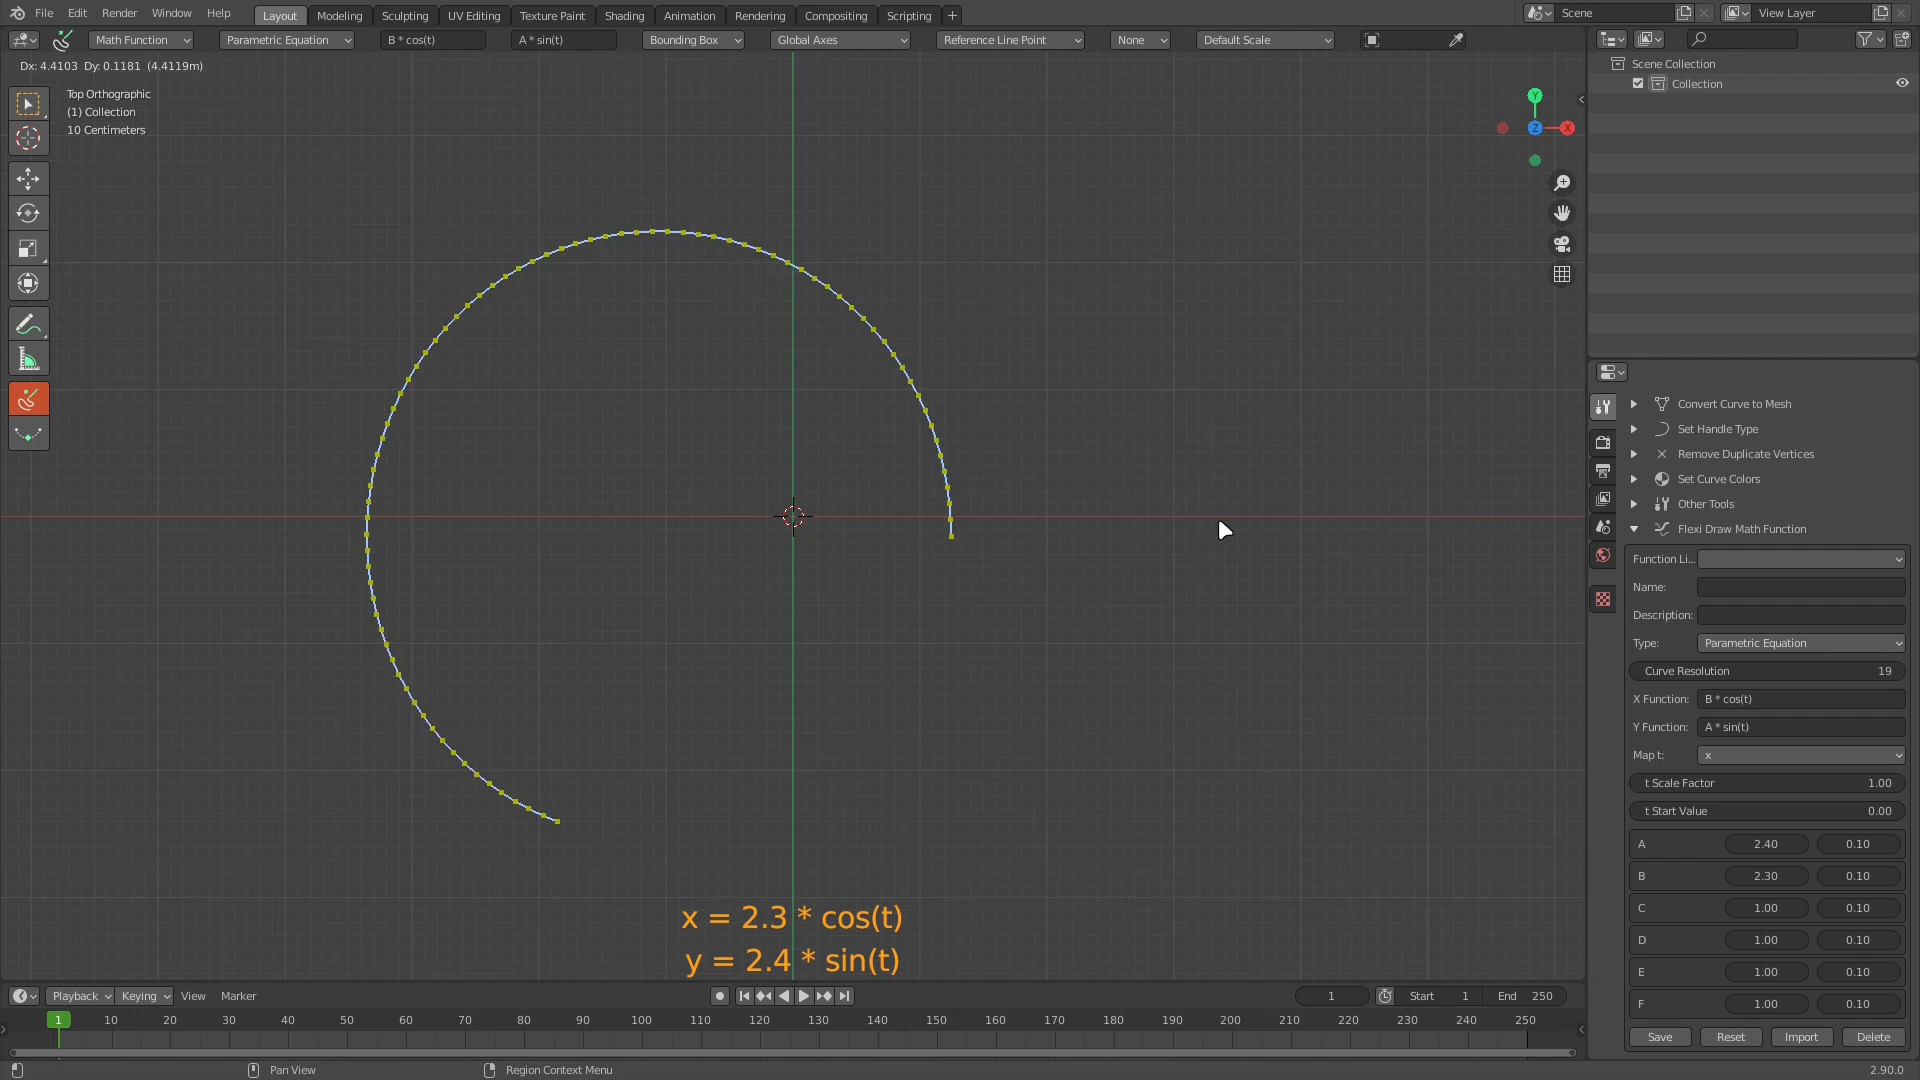 File Edit Render Window Help Layout Modeling Sculpting UV Editing Texture Paint Shading Animation Rendering Compositing Scripting + Scene View Layer
Math Function Parametric Equation B * cos(t) A * sin(t) Bounding Box Global Axes Reference Line Point None Default Scale
Dx: 4.4103 Dy: 0.1181 (4.4119m)
Top Orthographic
(1) Collection
10 Centimeters
Y
Z
X
Scene Collection
Collection
Convert Curve to Mesh
Set Handle Type
Remove Duplicate Vertices
Set Curve Colors
Other Tools
Flexi Draw Math Function
Function Li...
Name:
Description:
Type: Parametric Equation
Curve Resolution 19
X Function: B * cos(t)
Y Function: A * sin(t)
Map t: x
t Scale Factor 1.00
t Start Value 0.00
A 2.40 0.10
B 2.30 0.10
C 1.00 0.10
D 1.00 0.10
E 1.00 0.10
F 1.00 0.10
Save Reset Import Delete
x = 2.3 * cos(t)
y = 2.4 * sin(t)
Playback Keying View Marker 1 Start 1 End 250
1 10 20 30 40 50 60 70 80 90 100 110 120 130 140 150 160 170 180 190 200 210 220 230 240 250
Pan View Region Context Menu 2.90.0